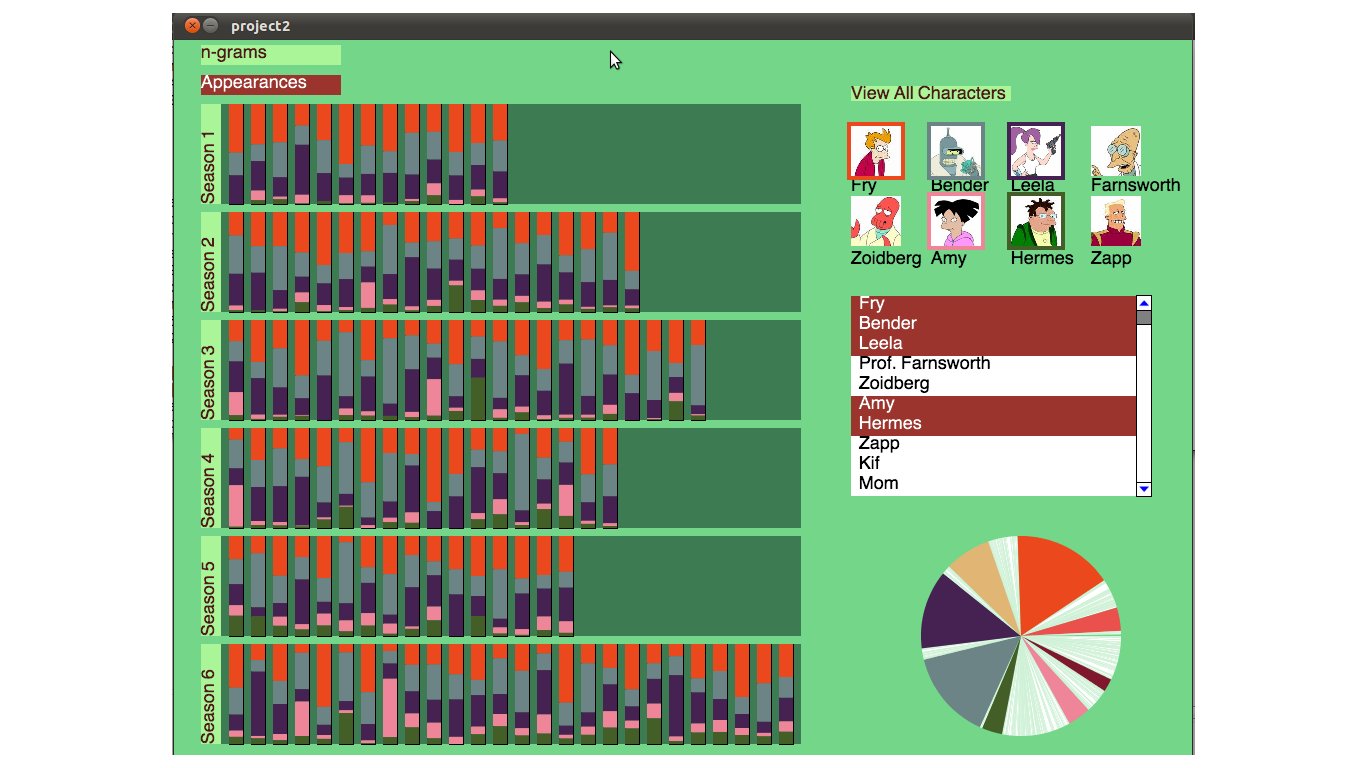 project2
n-grams
Appearances
Season 1
Season 2
Season 3
Season 4
Season 5
Season 6
View All Characters
Fry Bender Leela Farnsworth
Zoidberg Amy Hermes Zapp
Fry
Bender
Leela
Prof. Farnsworth
Zoidberg
Amy
Hermes
Zapp
Kif
Mom